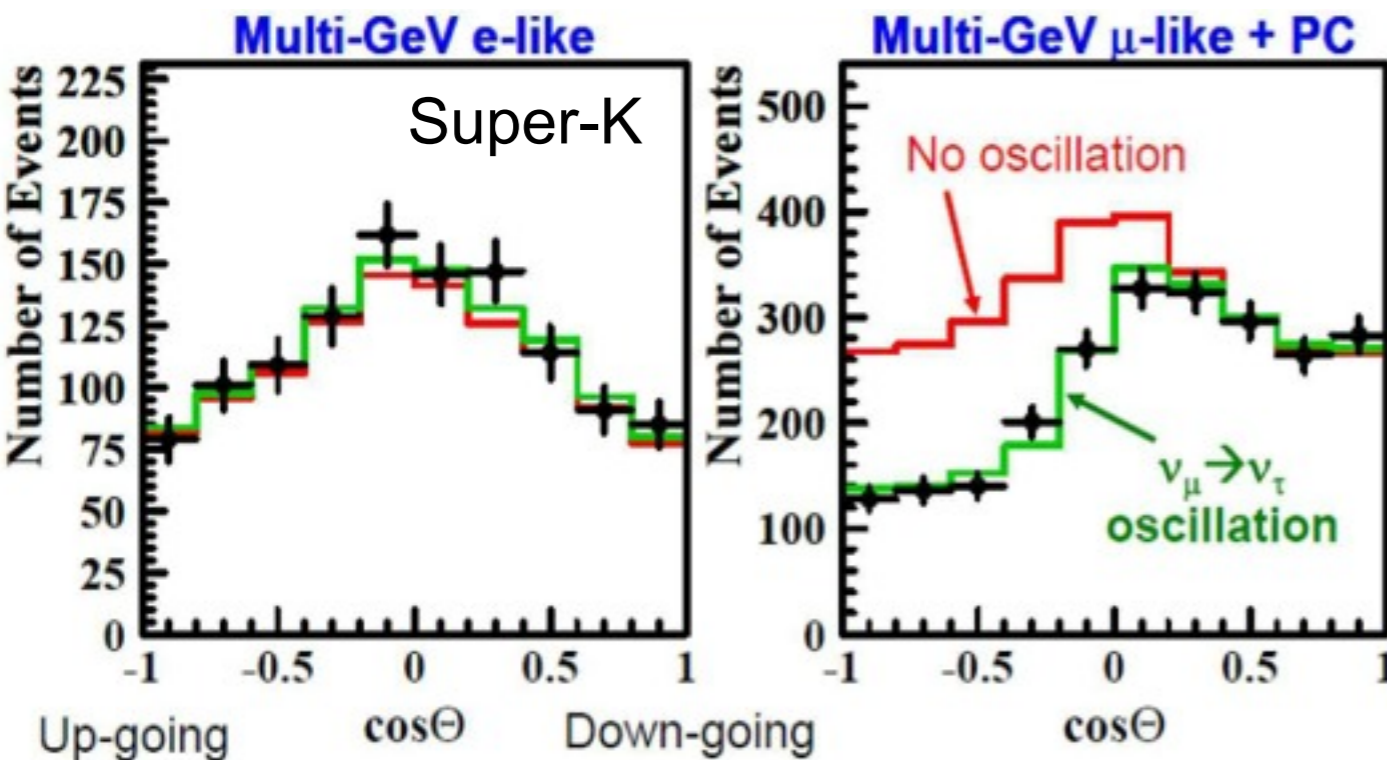 Multi-GeV e-like
Number of Events
225
200
175
150
125
100
75
50
25
0
Super-K
-1 -0.5 0 0.5 1
Up-going cosΘ Down-going
Multi-GeV μ-like + PC
Number of Events
500
400
300
200
100
0
No oscillation
νμ→ντ
oscillation
-1 -0.5 0 0.5 1
cosΘ